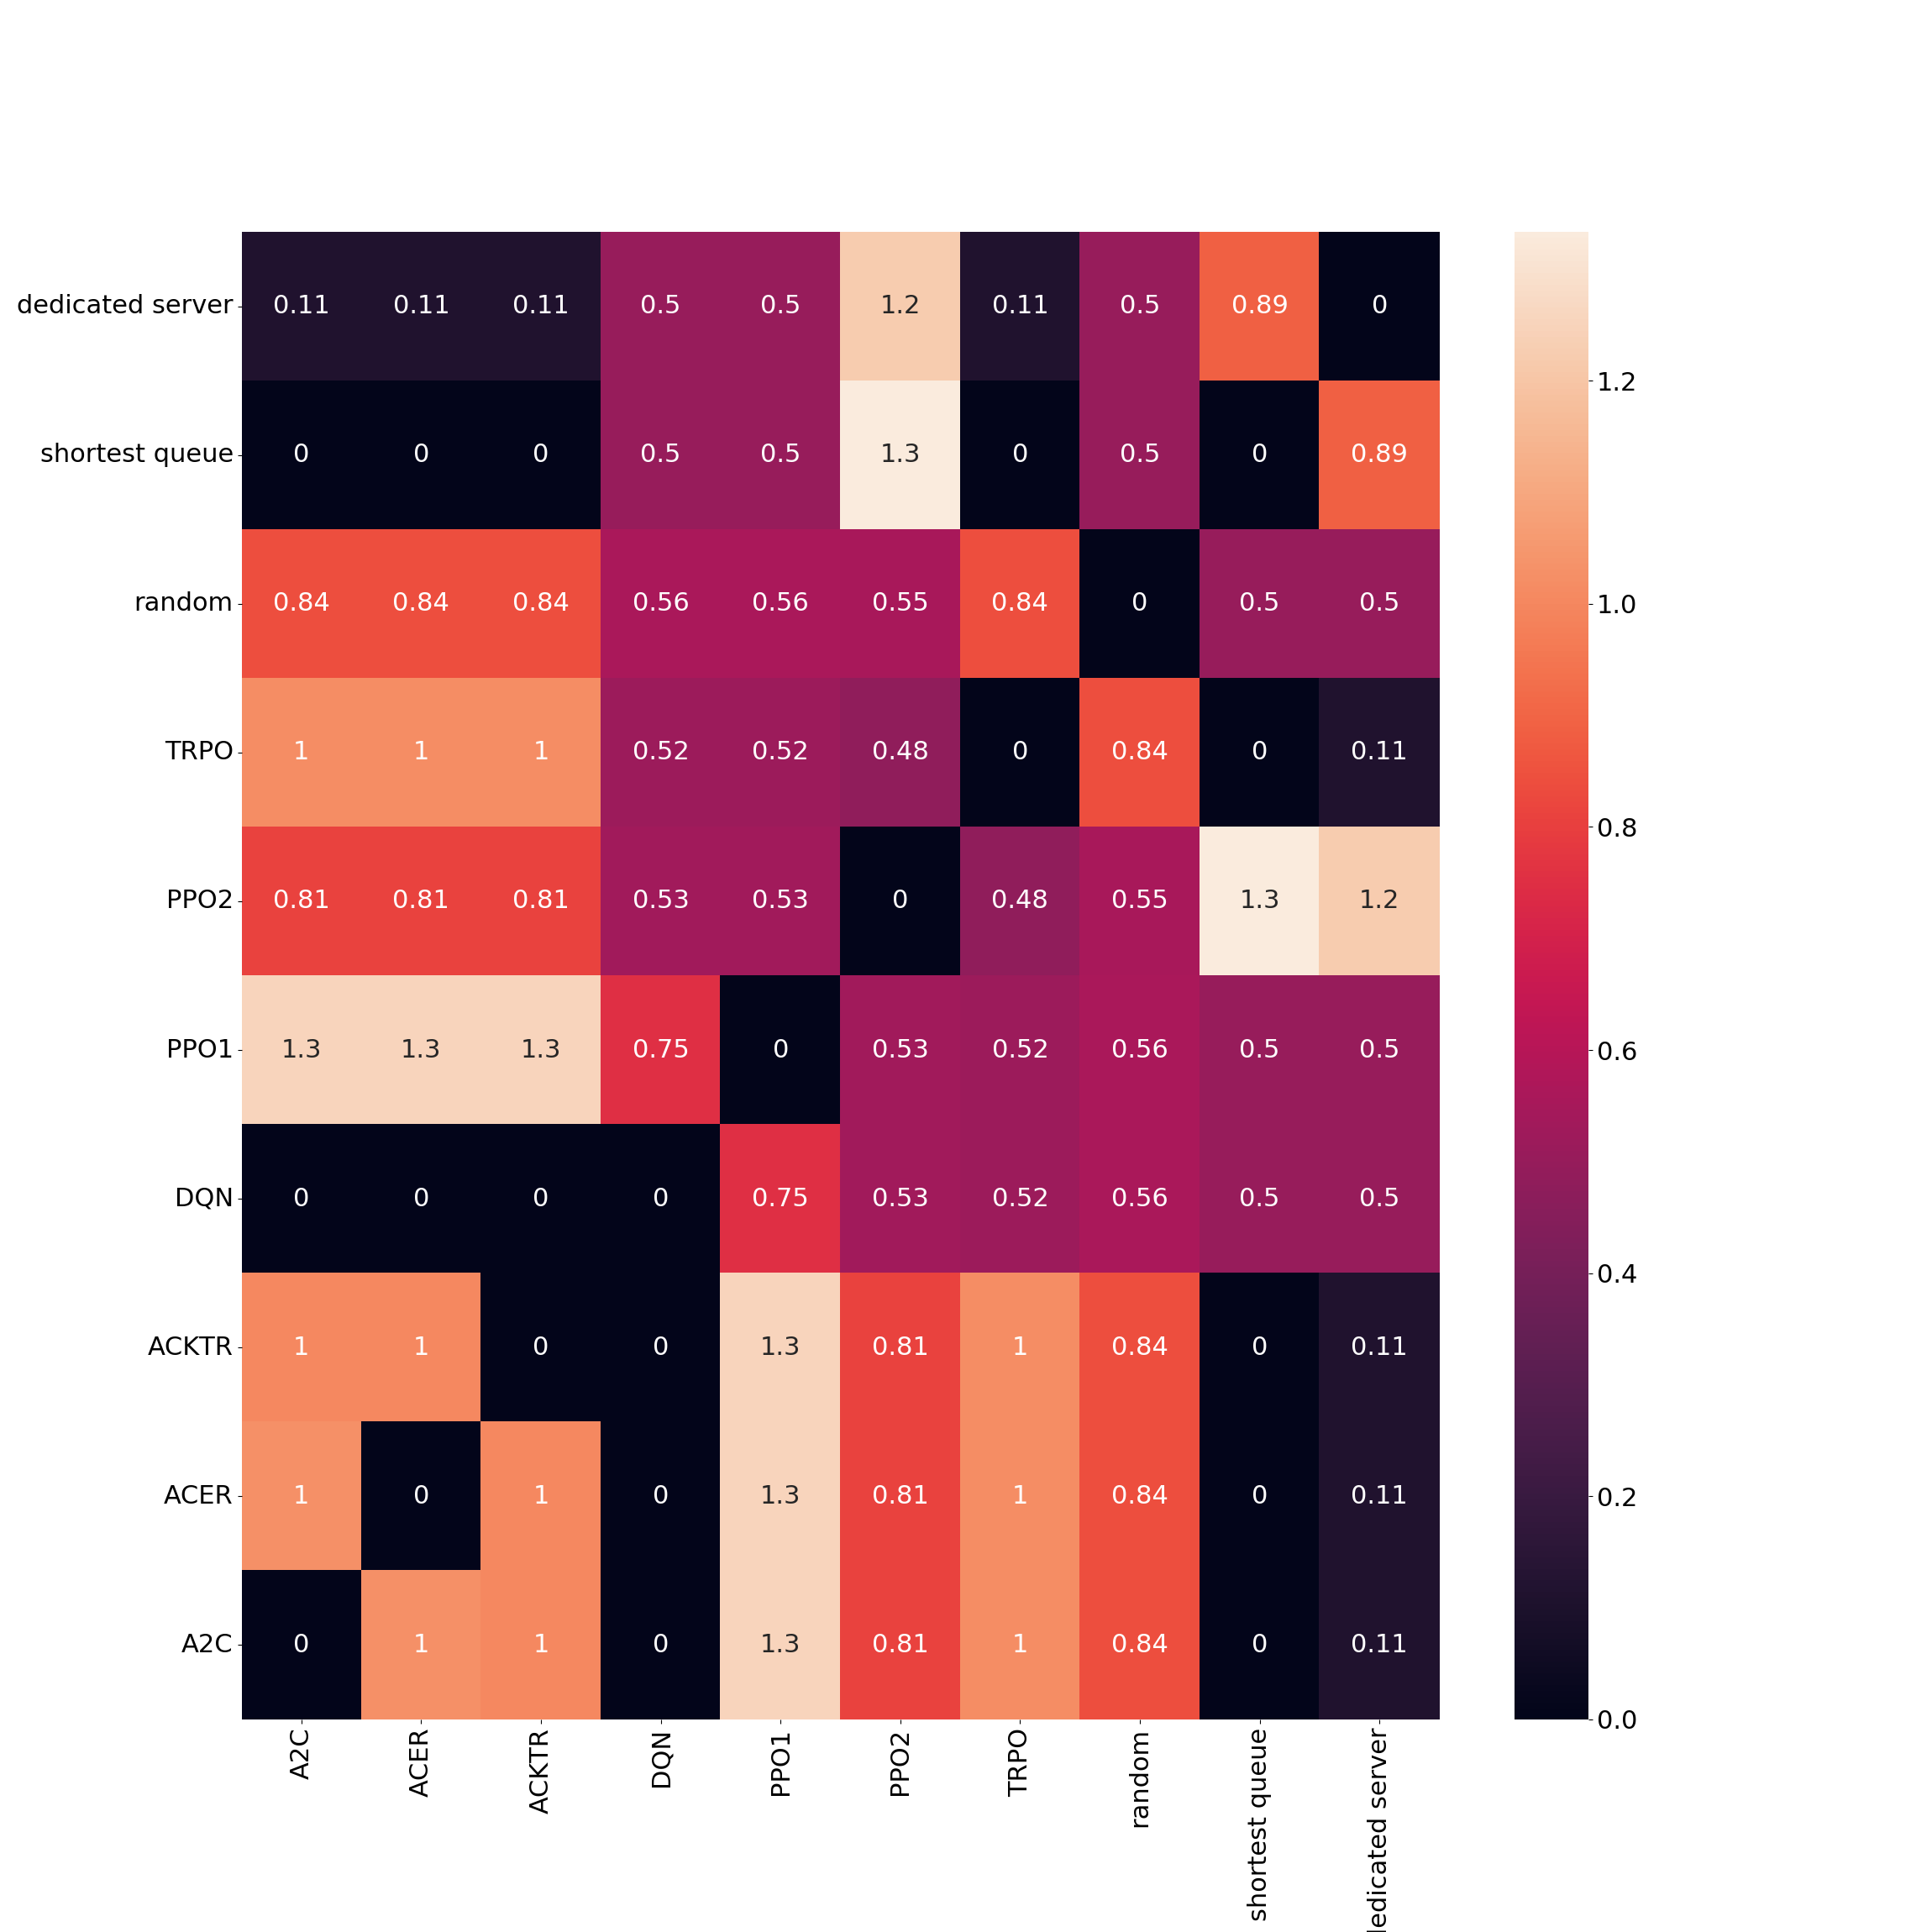 dedicated server 0.11 0.11 0.11 0.5 0.5 1.2 0.11 0.5 0.89 0
shortest queue 0 0 0 0.5 0.5 1.3 0 0.5 0 0.89
random 0.84 0.84 0.84 0.56 0.56 0.55 0.84 0 0.5 0.5
TRPO 1 1 1 0.52 0.52 0.48 0 0.84 0 0.11
PPO2 0.81 0.81 0.81 0.53 0.53 0 0.48 0.55 1.3 1.2
PPO1 1.3 1.3 1.3 0.75 0 0.53 0.52 0.56 0.5 0.5
DQN 0 0 0 0 0.75 0.53 0.52 0.56 0.5 0.5
ACKTR 1 1 0 0 1.3 0.81 1 0.84 0 0.11
ACER 1 0 1 0 1.3 0.81 1 0.84 0 0.11
A2C 0 1 1 0 1.3 0.81 1 0.84 0 0.11
A2C
ACER
ACKTR
DQN
PPO1
PPO2
TRPO
random
shortest queue
server
1.2
1.0
0.8
0.6
0.4
0.2
0.0